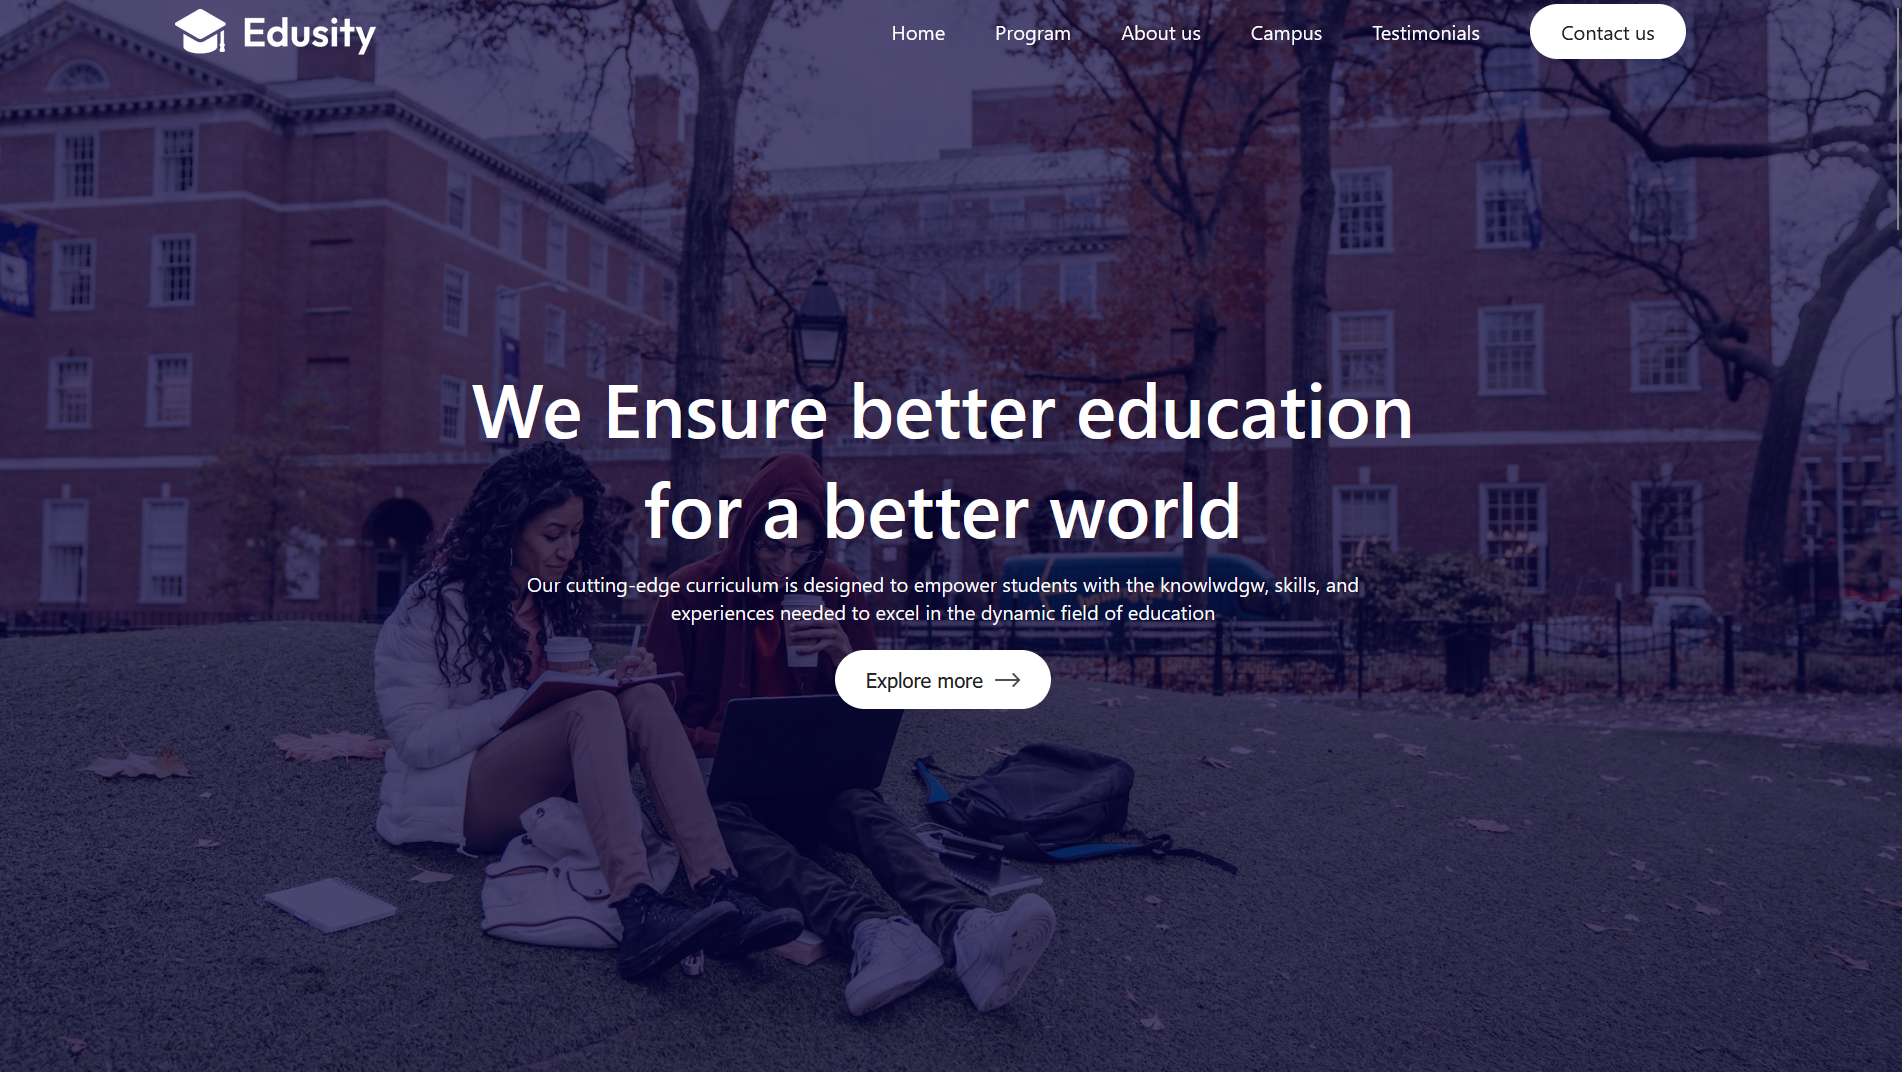 Edusity
Home Program About us Campus Testimonials Contact us
We Ensure better education
for a better world
Our cutting-edge curriculum is designed to empower students with the knowlwdgw, skills, and
experiences needed to excel in the dynamic field of education
Explore more